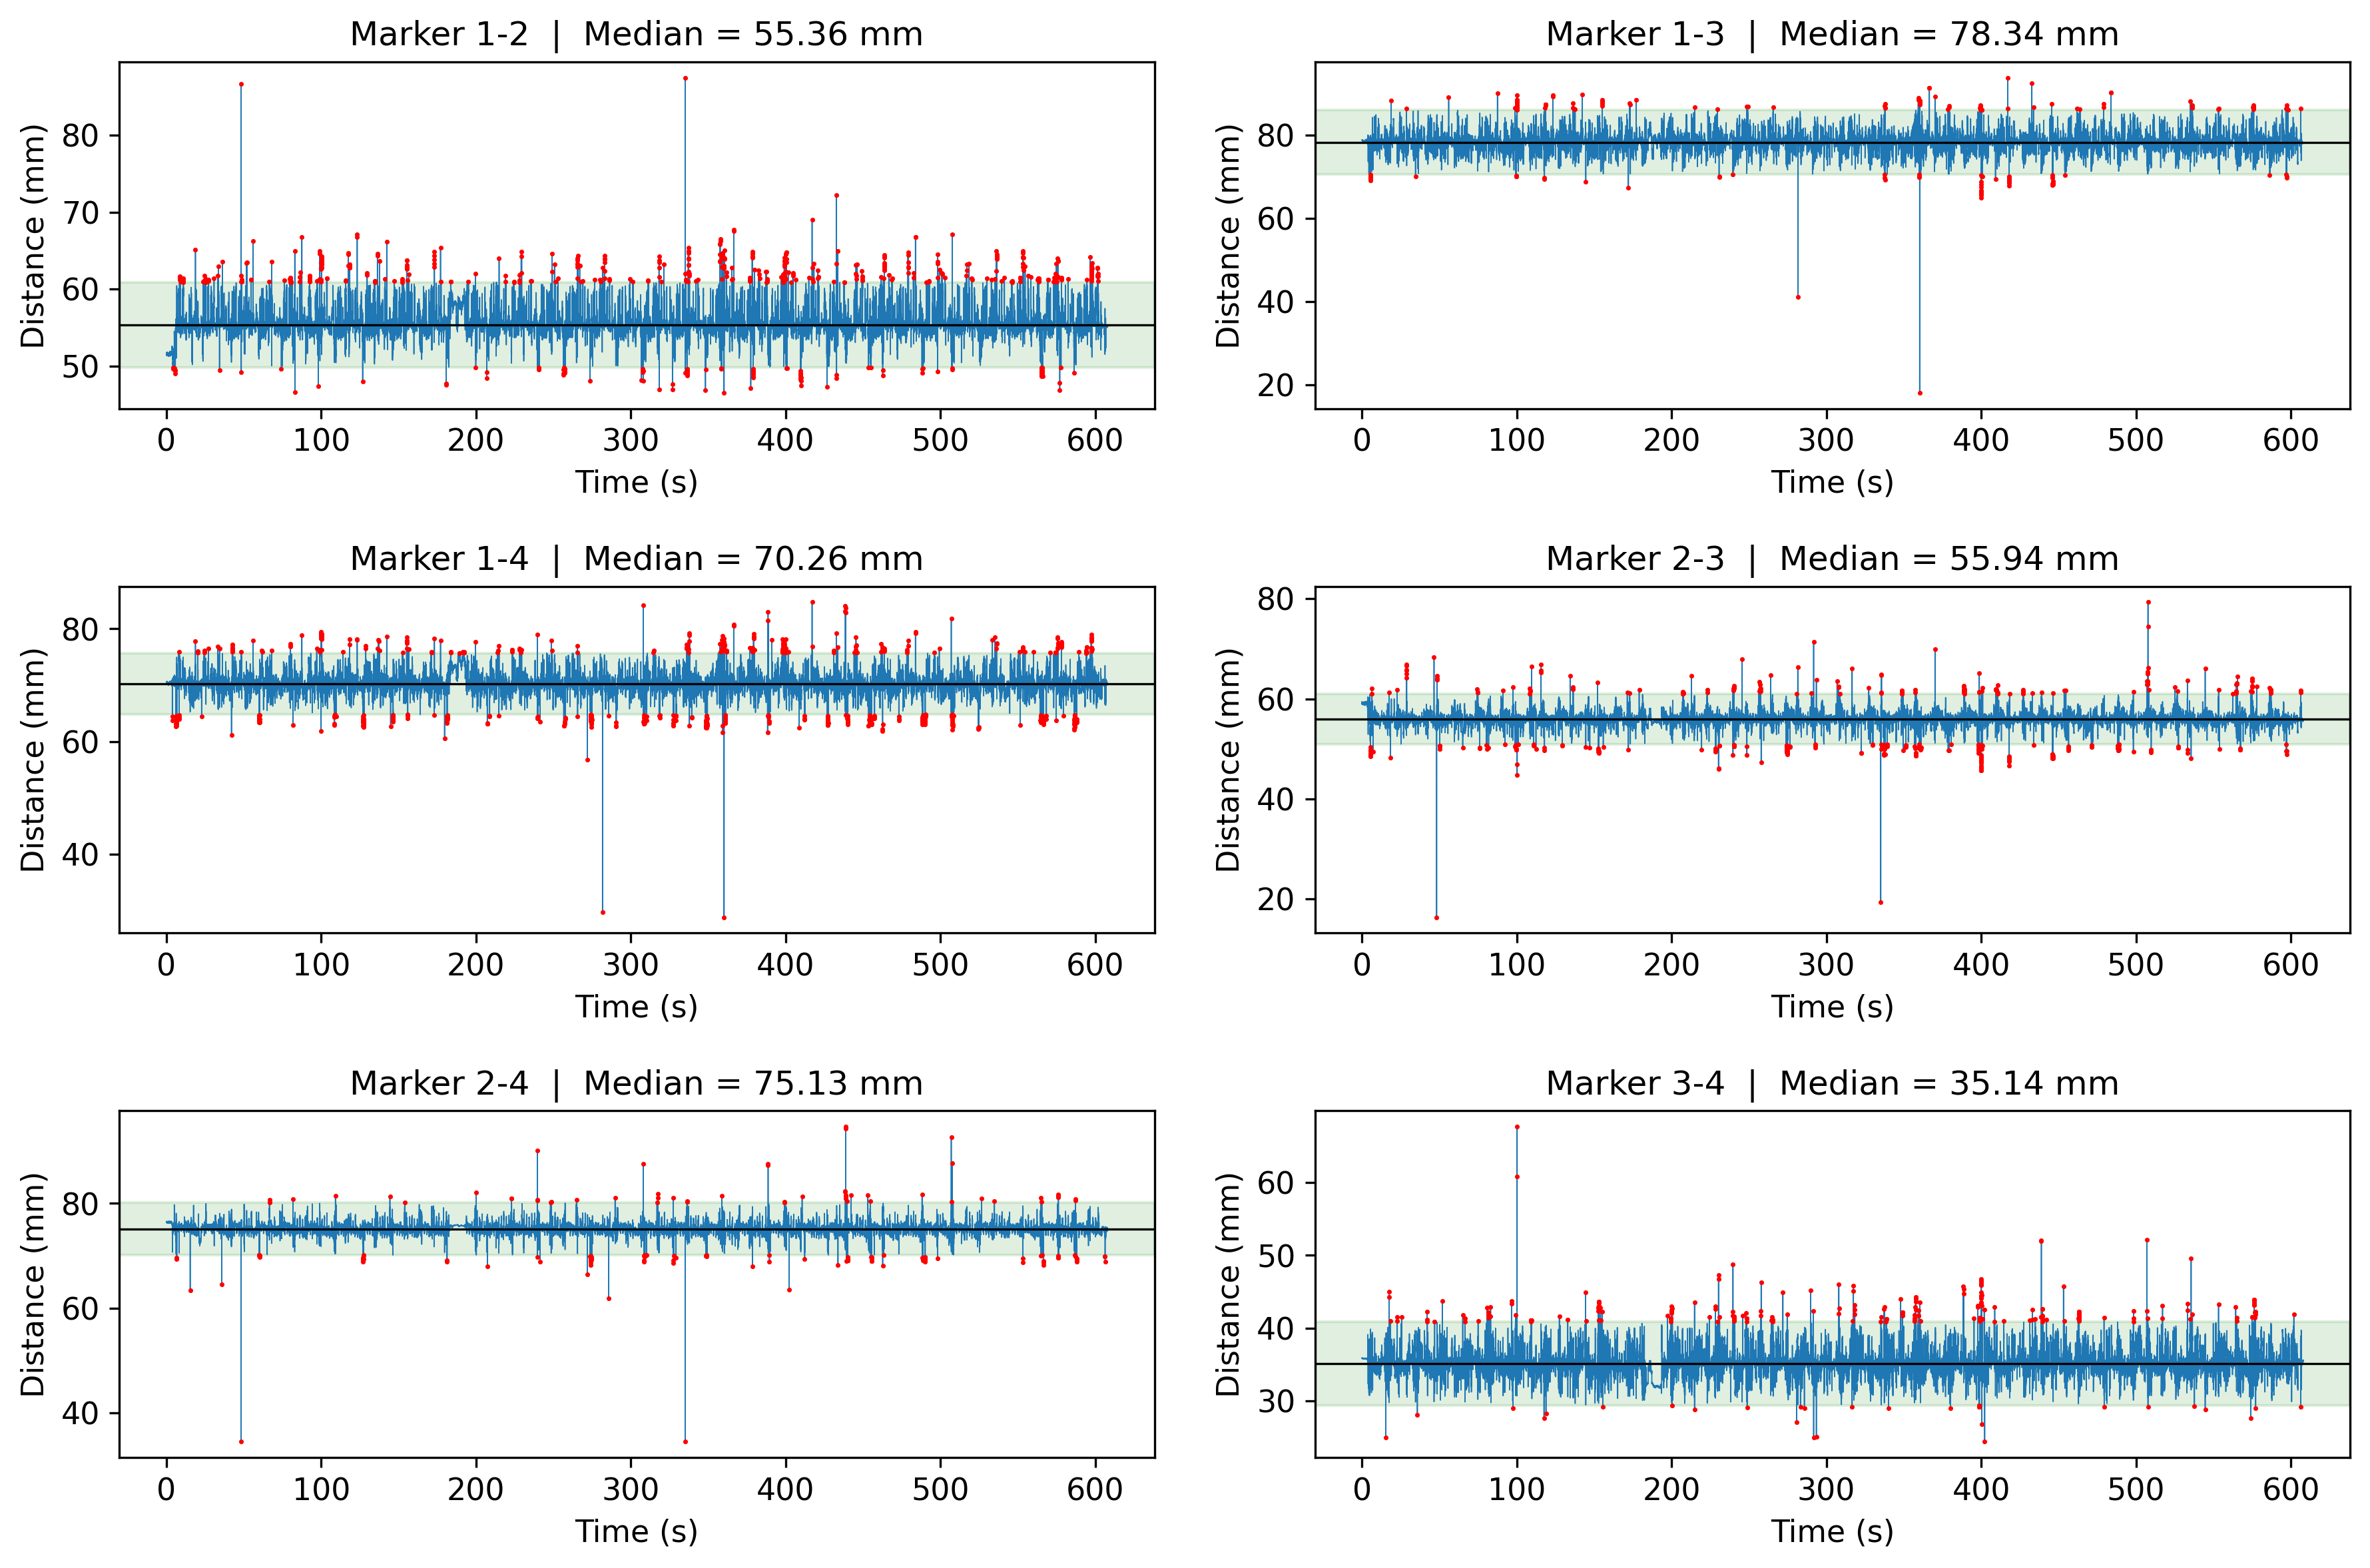 Marker 1-2 | Median = 55.36 mm
Distance (mm)
80
70
60
50
0 100 200 300 400 500 600
Time (s)
Marker 1-3 | Median = 78.34 mm
Distance (mm)
80
60
40
20
0 100 200 300 400 500 600
Time (s)
Marker 1-4 | Median = 70.26 mm
Distance (mm)
80
60
40
0 100 200 300 400 500 600
Time (s)
Marker 2-3 | Median = 55.94 mm
Distance (mm)
80
60
40
20
0 100 200 300 400 500 600
Time (s)
Marker 2-4 | Median = 75.13 mm
Distance (mm)
80
60
40
0 100 200 300 400 500 600
Time (s)
Marker 3-4 | Median = 35.14 mm
Distance (mm)
60
50
40
30
0 100 200 300 400 500 600
Time (s)